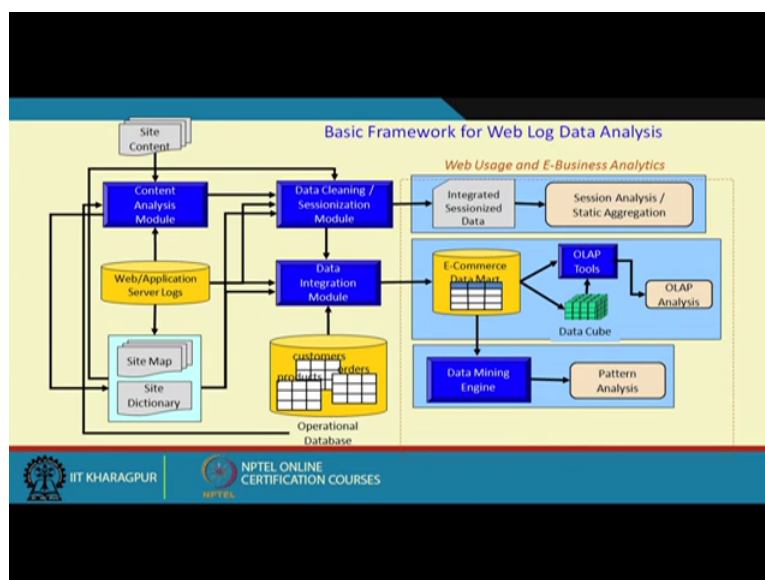 Site
Content
Basic Framework for Web Log Data Analysis
Web Usage and E-Business Analytics
Content
Analysis
Module
Data Cleaning /
Sessionization
Module
Integrated
Sessionized
Data
Session Analysis /
Static Aggregation
Web/Application
Server Logs
Data
Integration
Module
E-Commerce
Data Mart
OLAP
Tools
OLAP
Analysis
Data Cube
Site Map
Site
Dictionary
customers
orders
products
Operational
Database
Data Mining
Engine
Pattern
Analysis
IIT KHARAGPUR
NPTEL
NPTEL ONLINE
CERTIFICATION COURSES